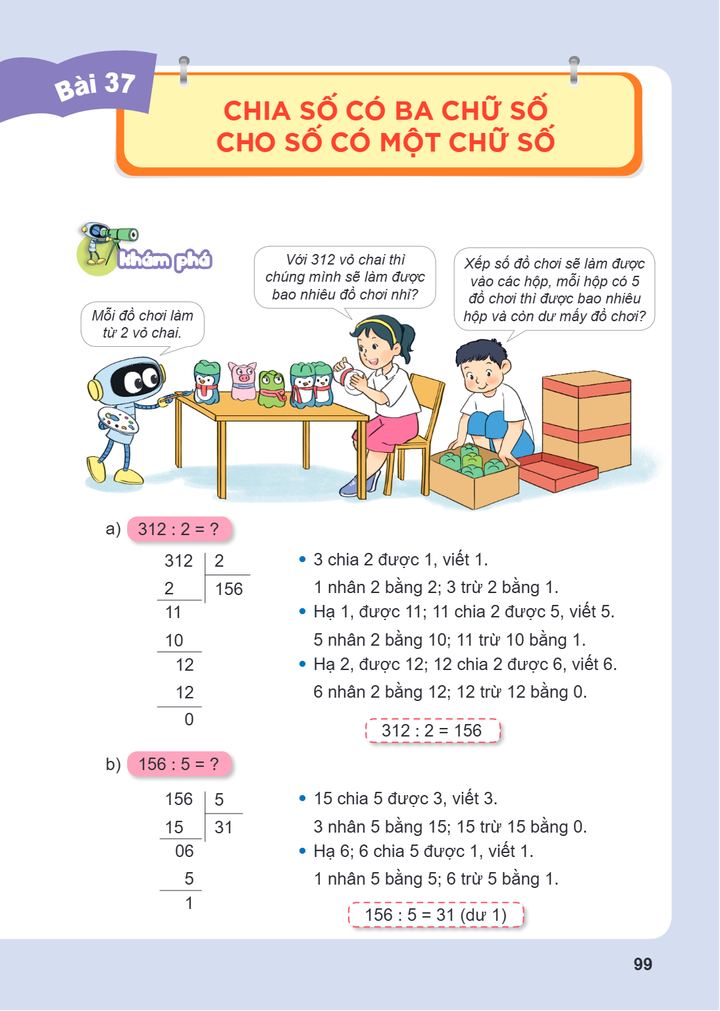 Bài 37
CHIA SỐ CÓ BA CHỮ SỐ
CHO SỐ CÓ MỘT CHỮ SỐ
khám phá
Mỗi đồ chơi làm
từ 2 vỏ chai.
Với 312 vỏ chai thì
chúng mình sẽ làm được
bao nhiêu đồ chơi nhỉ?
Xếp số đồ chơi sẽ làm được
vào các hộp, mỗi hộp có 5
đồ chơi thì được bao nhiêu
hộp và còn dư mấy đồ chơi?
a) 312 : 2 = ?
312 2
2 156
11
10
12
12
0
• 3 chia 2 được 1, viết 1.
1 nhân 2 bằng 2; 3 trừ 2 bằng 1.
• Hạ 1, được 11; 11 chia 2 được 5, viết 5.
5 nhân 2 bằng 10; 11 trừ 10 bằng 1.
• Hạ 2, được 12; 12 chia 2 được 6, viết 6.
6 nhân 2 bằng 12; 12 trừ 12 bằng 0.
312 : 2 = 156
b) 156 : 5 = ?
156 5
15 31
06
5
1
• 15 chia 5 được 3, viết 3.
3 nhân 5 bằng 15; 15 trừ 15 bằng 0.
• Hạ 6; 6 chia 5 được 1, viết 1.
1 nhân 5 bằng 5; 6 trừ 5 bằng 1.
156 : 5 = 31 (dư 1)
99